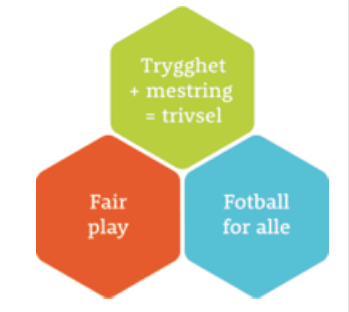 Trygghet
+ mestring
= trivsel
Fair
play
Fotball
for alle